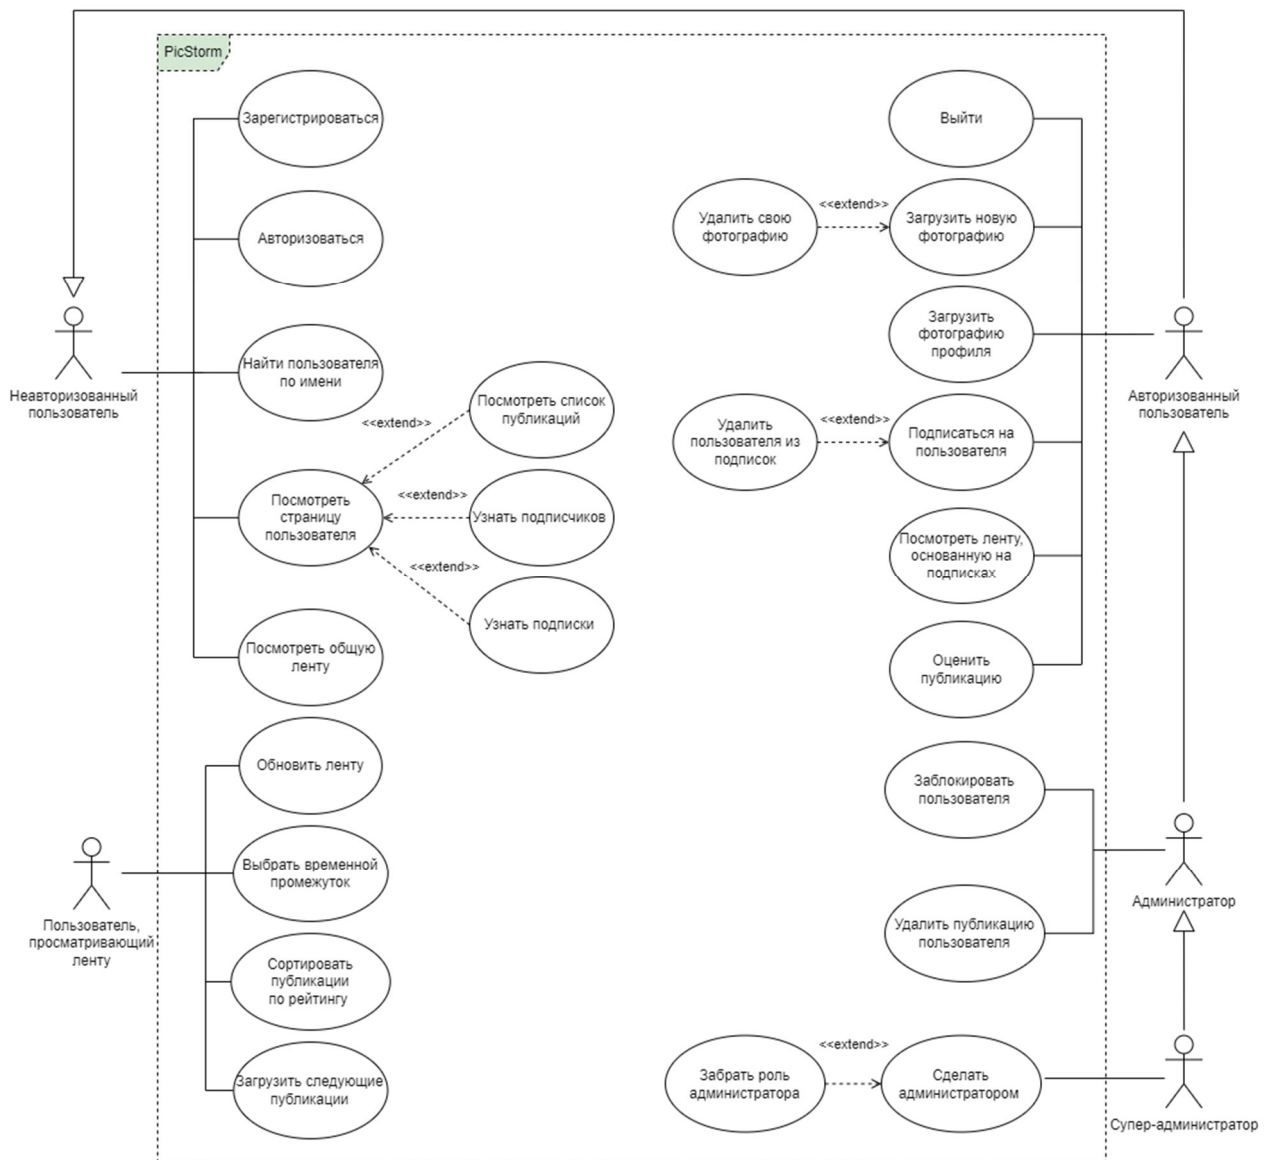 PicStorm
Зарегистрироваться
Авторизоваться
Найти пользователя
по имени
Неавторизованный
пользователь
<<extend>>
Посмотреть список
публикаций
Посмотреть
страницу
пользователя
<<extend>>
Узнать подписчиков
<<extend>>
Узнать подписки
Посмотреть общую
ленту
Обновить ленту
Выбрать временной
промежуток
Пользователь,
просматривающий
ленту
Сортировать
публикации
по рейтингу
Загрузить следующие
публикации
Выйти
Удалить свою
фотографию
<<extend>>
Загрузить новую
фотографию
Загрузить
фотографию
профиля
Авторизованный
пользователь
Удалить
пользователя из
подписок
<<extend>>
Подписаться на
пользователя
Посмотреть ленту,
основанную на
подписках
Оценить
публикацию
Заблокировать
пользователя
Администратор
Удалить публикацию
пользователя
Забрать роль
администратора
<<extend>>
Сделать
администратором
Супер-администратор